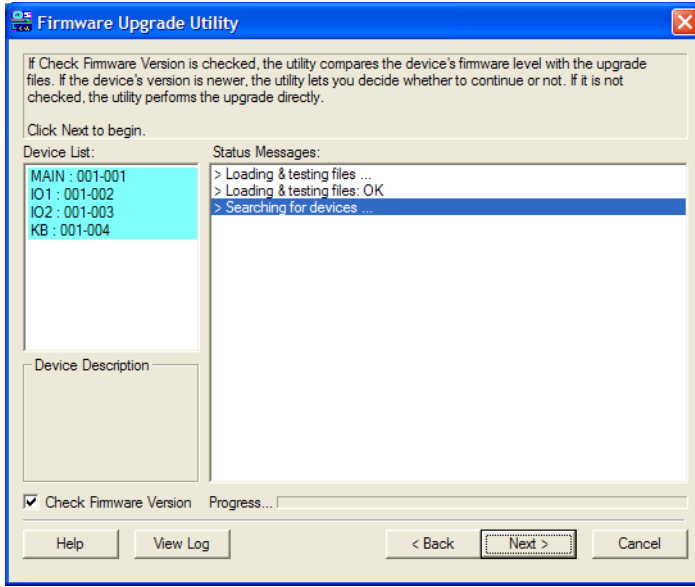 Firmware Upgrade Utility
If Check Firmware Version is checked, the utility compares the device's firmware level with the upgrade
files. If the device's version is newer, the utility lets you decide whether to continue or not. If it is not
checked, the utility performs the upgrade directly.
Click Next to begin.
Device List:
MAIN : 001-001
IO1 : 001-002
IO2 : 001-003
KB : 001-004
Status Messages:
> Loading & testing files ...
> Loading & testing files: OK
> Searching for devices ...
Device Description
Check Firmware Version
Progress...
Help
View Log
< Back
Next >
Cancel